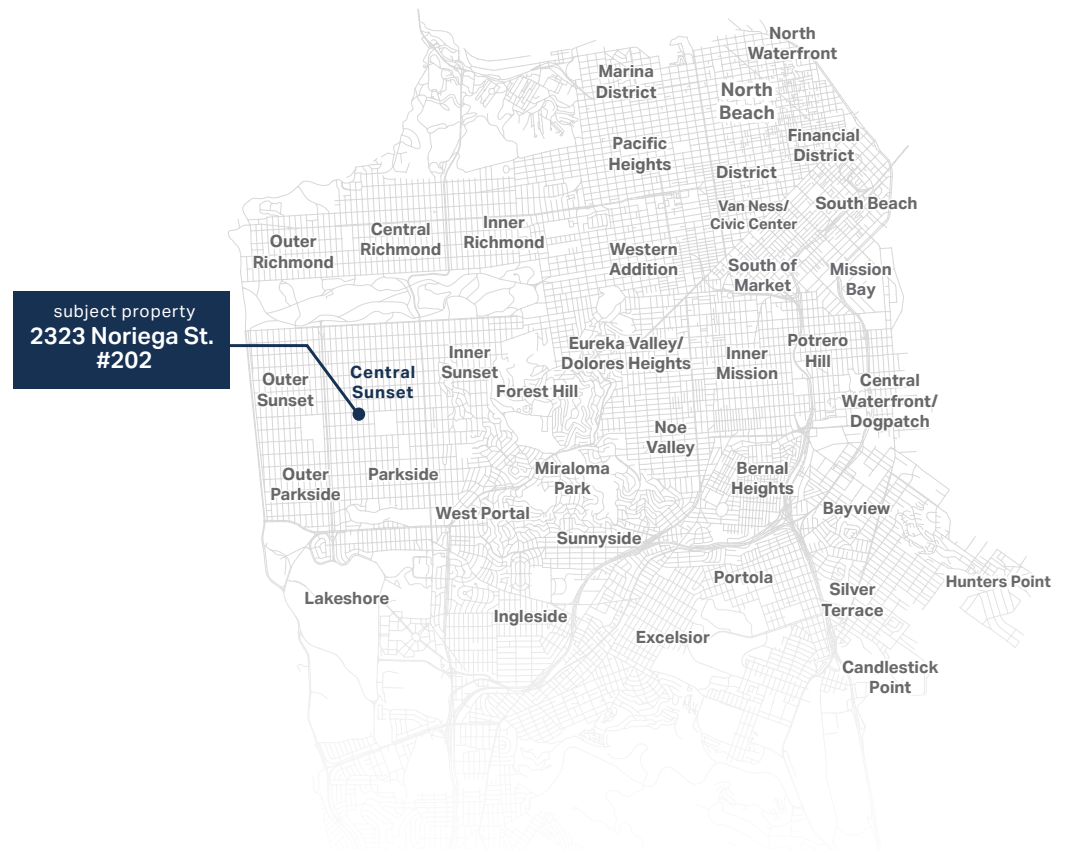 North
Waterfront
Marina
District
North
Beach
Financial
District
Pacific
Heights
District
Van Ness/
Civic Center
South Beach
Outer
Richmond
Central
Richmond
Inner
Richmond
Western
Addition
South of
Market
Mission
Bay
subject property
2323 Noriega St.
#202
Outer
Sunset
Central
Sunset
Inner
Sunset
Forest Hill
Eureka Valley/
Dolores Heights
Inner
Mission
Potrero
Hill
Central
Waterfront/
Dogpatch
Noe
Valley
Outer
Parkside
Parkside
Miraloma
Park
Bernal
Heights
West Portal
Bayview
Sunnyside
Portola
Silver
Terrace
Hunters Point
Lakeshore
Ingleside
Excelsior
Candlestick
Point